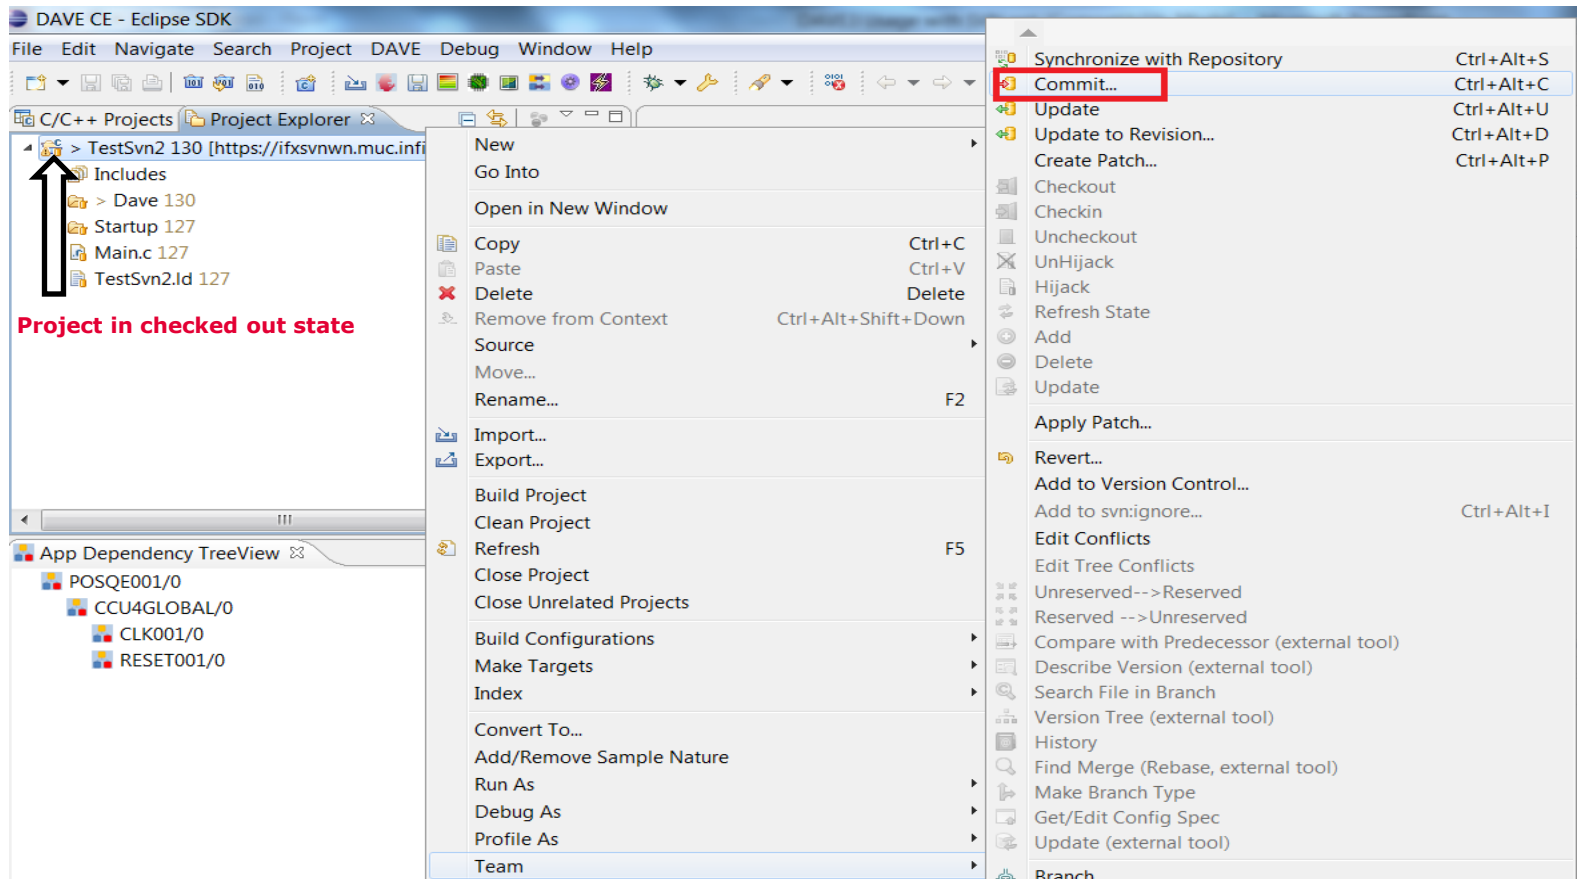 DAVE CE - Eclipse SDK
File Edit Navigate Search Project DAVE Debug Window Help
C/C++ Projects Project Explorer
> TestSvn2 130 [https://ifxsvnwn.muc.infi
Includes
> Dave 130
Startup 127
Main.c 127
TestSvn2.ld 127
Project in checked out state
App Dependency TreeView
POSQE001/0
CCU4GLOBAL/0
CLK001/0
RESET001/0
New
Go Into
Open in New Window
Copy Ctrl+C
Paste Ctrl+V
Delete Delete
Remove from Context Ctrl+Alt+Shift+Down
Source
Move...
Rename... F2
Import...
Export...
Build Project
Clean Project
Refresh F5
Close Project
Close Unrelated Projects
Build Configurations
Make Targets
Index
Convert To...
Add/Remove Sample Nature
Run As
Debug As
Profile As
Team
Synchronize with Repository Ctrl+Alt+S
Commit... Ctrl+Alt+C
Update Ctrl+Alt+U
Update to Revision... Ctrl+Alt+D
Create Patch... Ctrl+Alt+P
Checkout
Checkin
Uncheckout
UnHijack
Hijack
Refresh State
Add
Delete
Update
Apply Patch...
Revert...
Add to Version Control...
Add to svn:ignore... Ctrl+Alt+I
Edit Conflicts
Edit Tree Conflicts
Unreserved-->Reserved
Reserved -->Unreserved
Compare with Predecessor (external tool)
Describe Version (external tool)
Search File in Branch
Version Tree (external tool)
History
Find Merge (Rebase, external tool)
Make Branch Type
Get/Edit Config Spec
Update (external tool)
Branch